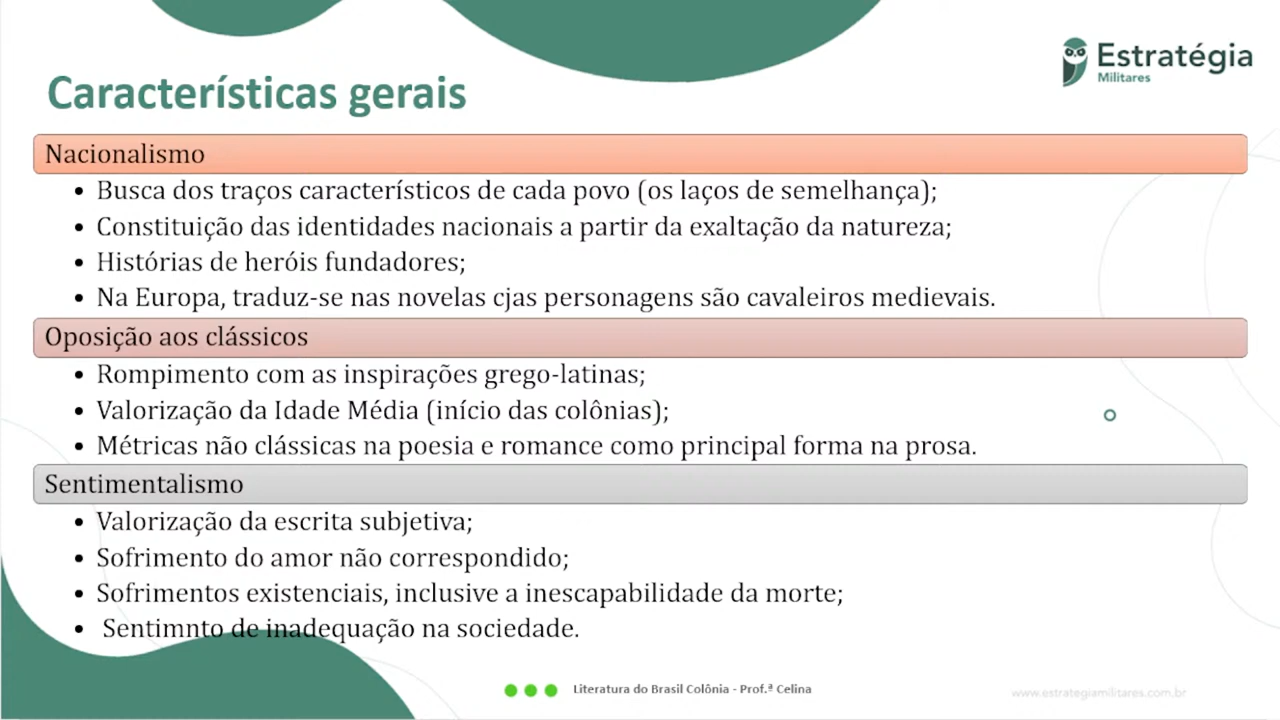 Estratégia
Militares
Características gerais
Nacionalismo
• Busca dos traços característicos de cada povo (os laços de semelhança);
• Constituição das identidades nacionais a partir da exaltação da natureza;
• Histórias de heróis fundadores;
• Na Europa, traduz-se nas novelas cjas personagens são cavaleiros medievais.
Oposição aos clássicos
• Rompimento com as inspirações grego-latinas;
• Valorização da Idade Média (início das colônias);
• Métricas não clássicas na poesia e romance como principal forma na prosa.
Sentimentalismo
• Valorização da escrita subjetiva;
• Sofrimento do amor não correspondido;
• Sofrimentos existenciais, inclusive a inescapabilidade da morte;
• Sentimnto de inadequação na sociedade.
Literatura do Brasil Colônia - Prof.ª Celina
www.estrategiamilitares.com.br